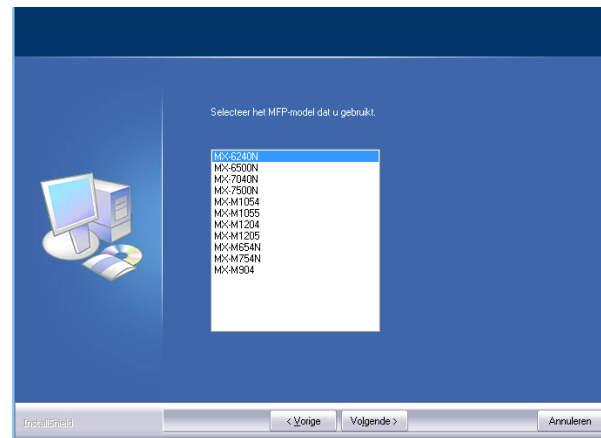 Selecteer het MFP-model dat u gebruikt.
MX-6240N
MX-6500N
MX-7040N
MX-7500N
MX-M1054
MX-M1055
MX-M1204
MX-M1205
MX-M654N
MX-M754N
MX-M904
InstallShield
< Vorige
Volgende >
Annuleren